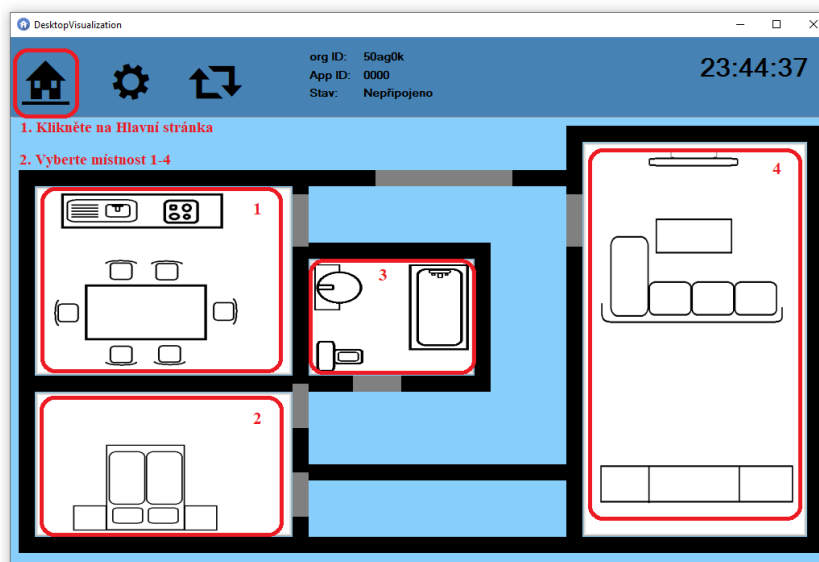 DesktopVisualization
org ID: 50ag0k
App ID: 0000
Stav: Nepřipojeno
23:44:37
1. Klikněte na Hlavní stránka
2. Vyberte místnost 1-4
1
2
3
4